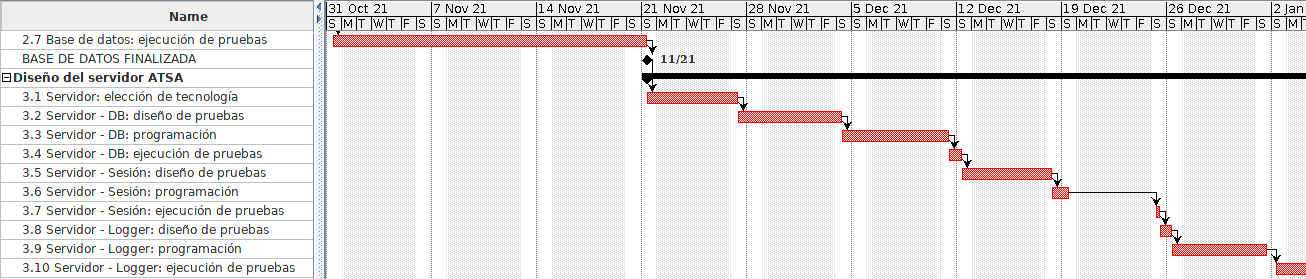 Name
31 Oct 21 7 Nov 21 14 Nov 21 21 Nov 21 28 Nov 21 5 Dec 21 12 Dec 21 19 Dec 21 26 Dec 21 2 Jan
S M T W T F S S M T W T F S S M T W T F S S M T W T F S S M T W T F S S M T W T F S S M T W T F S S M T W T F S S M T W T F S S M
2.7 Base de datos: ejecución de pruebas
BASE DE DATOS FINALIZADA
11/21
Diseño del servidor ATSA
3.1 Servidor: elección de tecnología
3.2 Servidor - DB: diseño de pruebas
3.3 Servidor - DB: programación
3.4 Servidor - DB: ejecución de pruebas
3.5 Servidor - Sesión: diseño de pruebas
3.6 Servidor - Sesión: programación
3.7 Servidor - Sesión: ejecución de pruebas
3.8 Servidor - Logger: diseño de pruebas
3.9 Servidor - Logger: programación
3.10 Servidor - Logger: ejecución de pruebas